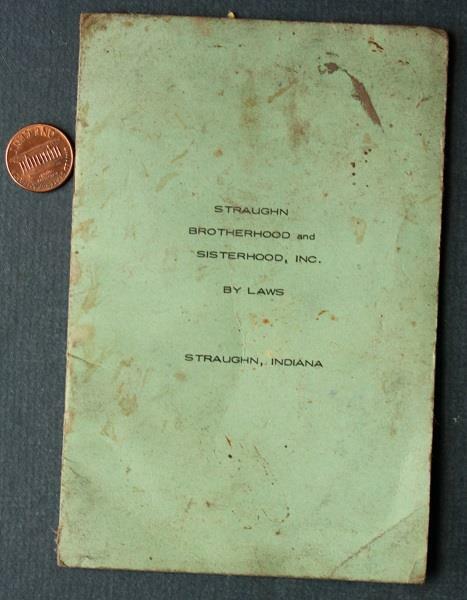 STRAUGHN
BROTHERHOOD and
SISTERHOOD, INC.
BY LAWS
STRAUGHN, INDIANA